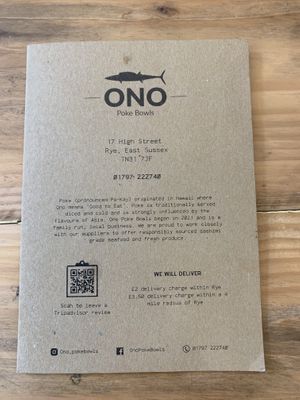 ONO
Poke Bowls
17 High Street
Rye, East Sussex
TN31 7JF
01797 222740
Poke (pronounced Po-Kay) originated in Hawaii where
Ono means 'Good to Eat'. Poke is traditionally served
diced and cold and is strongly influenced by the
flavours of Asia. Ono Poke Bowls began in 2021 and is a
family run, local business. We are proud to work closely
with our suppliers to offer responsibly sourced sashimi
grade seafood and fresh produce.
WE WILL DELIVER
£2 delivery charge within Rye
£3.50 delivery charge within a 4
mile radius of Rye
Scan to leave a
Tripadvisor review
Ono_pokebowls
OnoPokeBowls
01797 222740